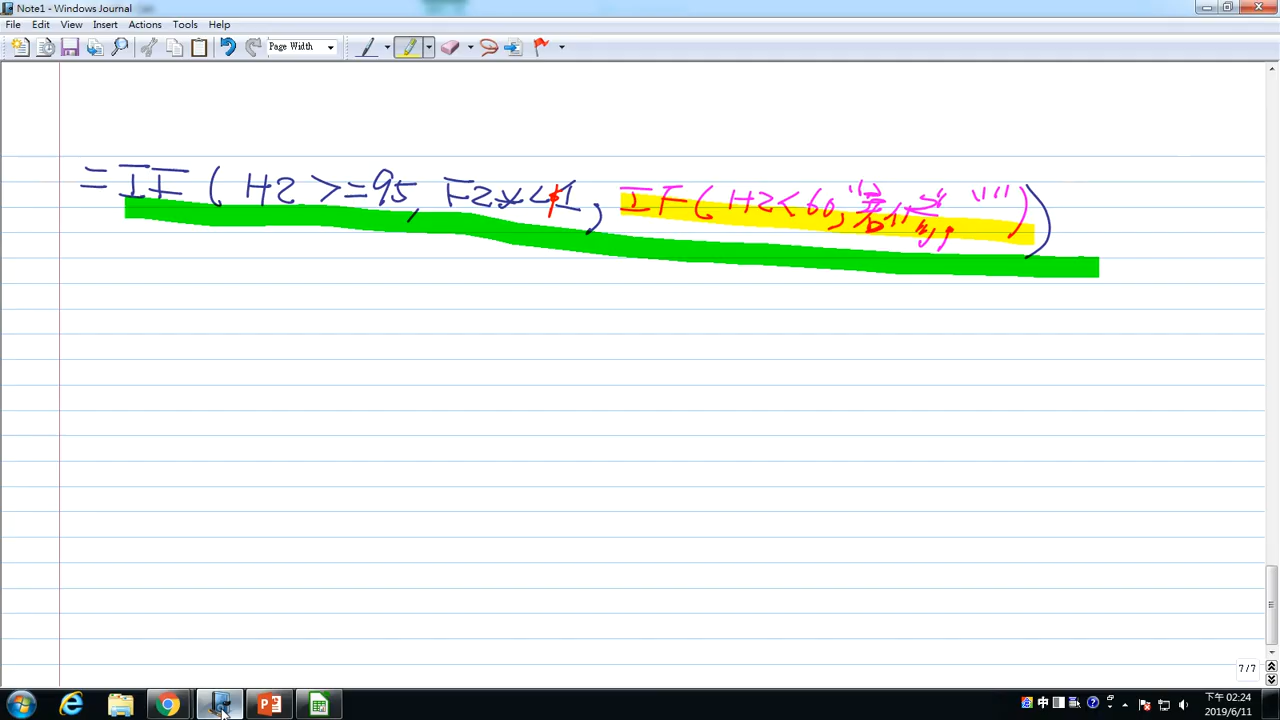 Note1 - Windows Journal
File Edit View Insert Actions Tools Help
Page Width
=IF( H2 >=95, F2*<$1, IF( H2<60, " ", "" ))
7/7
中
下午 02:24
2019/6/11